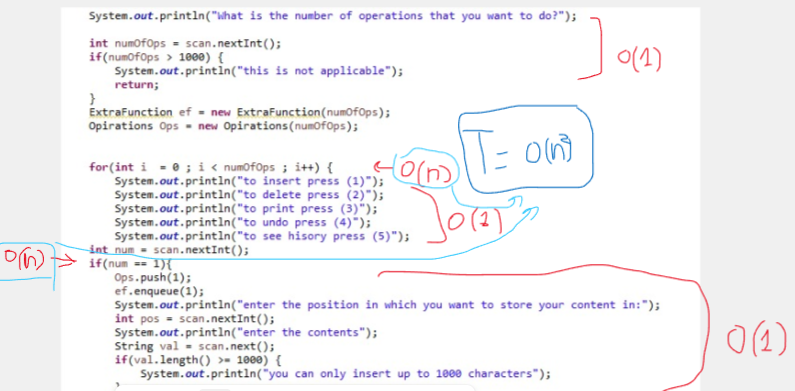 System.out.println("What is the number of operations that you want to do?");
int numOfOps = scan.nextInt();
if(numOfOps > 1000) {
System.out.println("this is not applicable");
return;
}
O(1)
ExtraFunction ef = new ExtraFunction(numOfOps);
Opirations Ops = new Opirations(numOfOps);
T = O(n²)
for(int i = 0 ; i < numOfOps ; i++) {
O(n)
System.out.println("to insert press (1)");
System.out.println("to delete press (2)");
System.out.println("to print press (3)");
System.out.println("to undo press (4)");
System.out.println("to see hisory press (5)");
O(1)
int num = scan.nextInt();
O(n)
if(num == 1){
Ops.push(1);
ef.enqueue(1);
System.out.println("enter the position in which you want to store your content in:");
int pos = scan.nextInt();
System.out.println("enter the contents");
String val = scan.next();
if(val.length() >= 1000) {
System.out.println("you can only insert up to 1000 characters");
O(1)